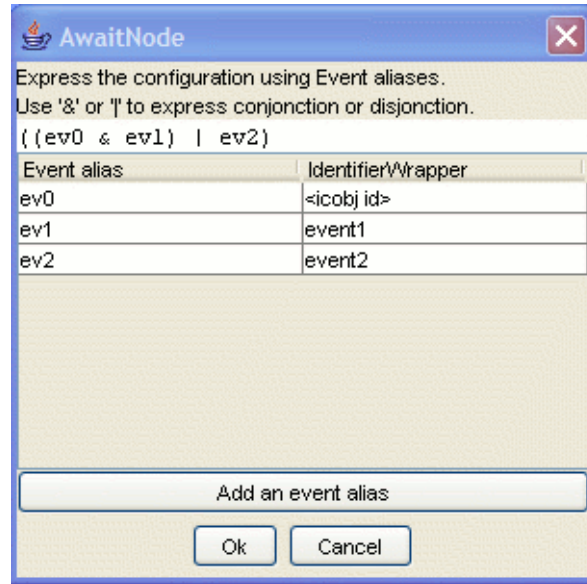 AwaitNode
Express the configuration using Event aliases.
Use '&' or '|' to express conjonction or disjonction.
((ev0 & ev1) | ev2)
Event alias IdentifierWrapper
ev0 <icobj id>
ev1 event1
ev2 event2
Add an event alias
Ok Cancel